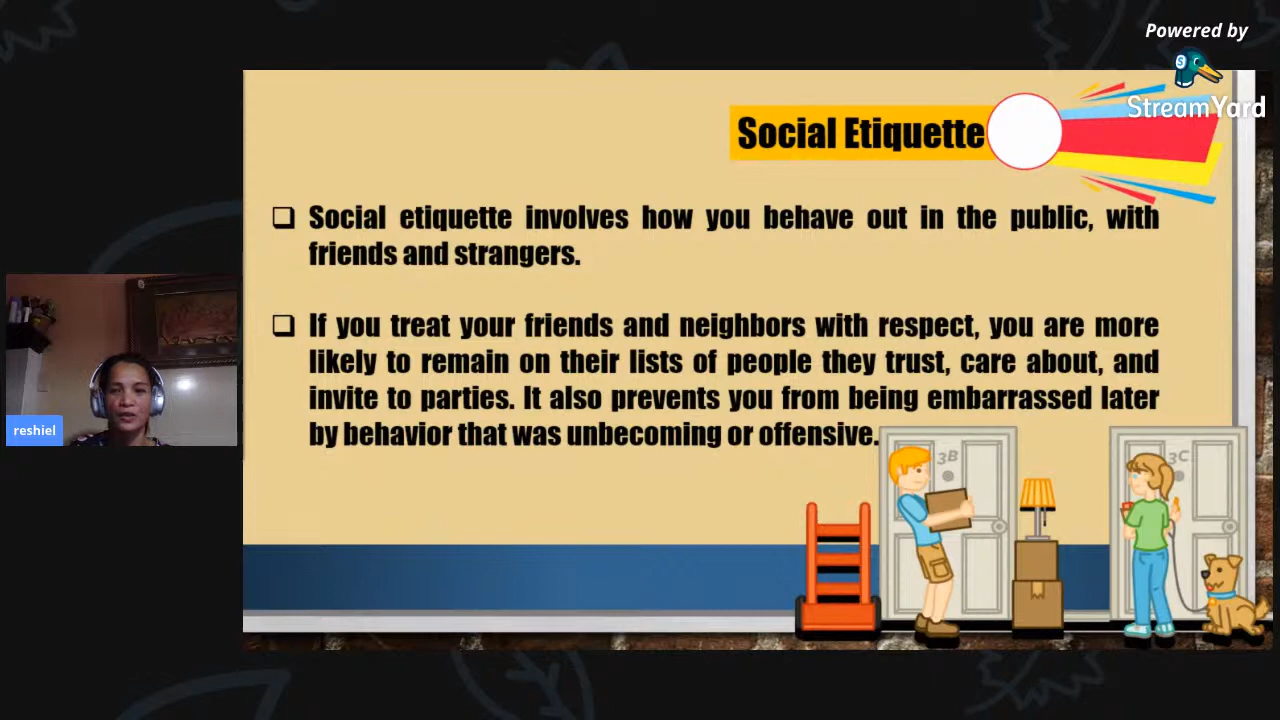 Powered by
StreamYard
Social Etiquette
Social etiquette involves how you behave out in the public, with
friends and strangers.
If you treat your friends and neighbors with respect, you are more
likely to remain on their lists of people they trust, care about, and
invite to parties. It also prevents you from being embarrassed later
by behavior that was unbecoming or offensive.
reshiel
3B
3C